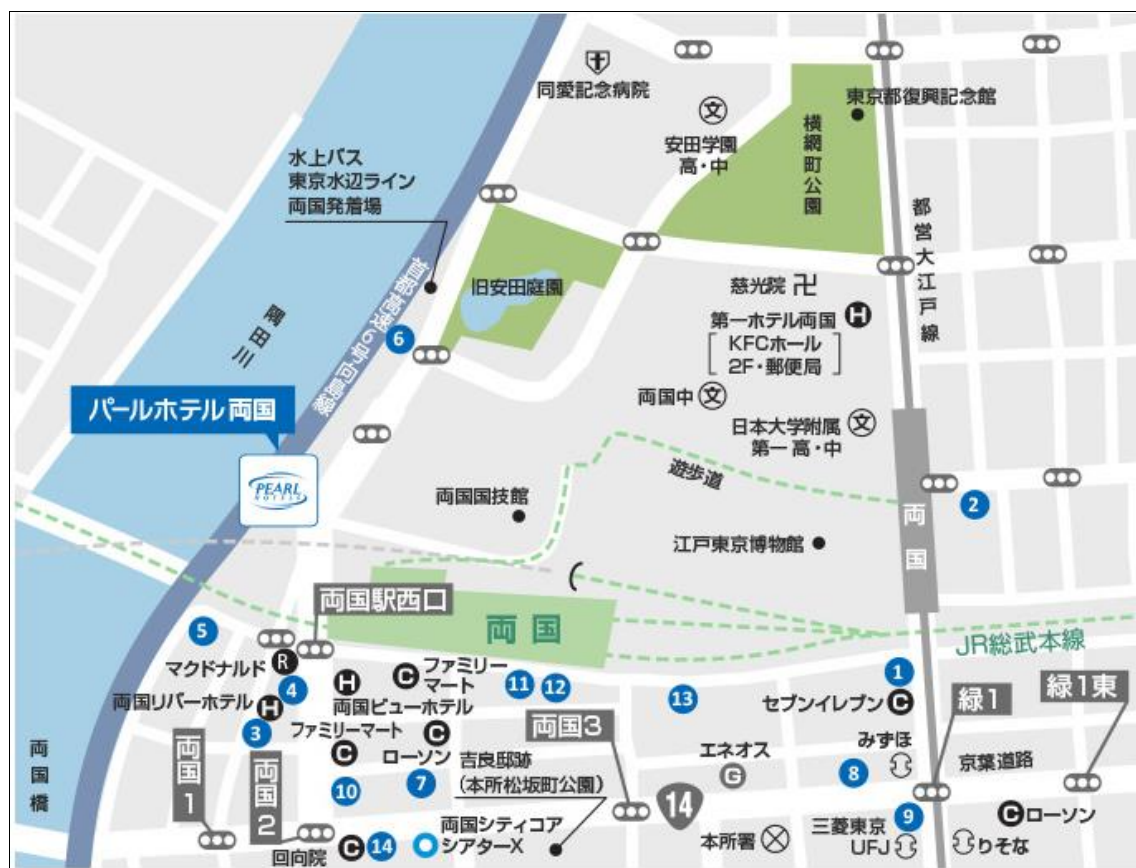 同愛記念病院
東京都復興記念館
安田学園
高・中
横網町公園
水上バス
東京水辺ライン
両国発着場
都営大江戸線
首都高速6号向島線
隅田川
旧安田庭園
慈光院
第一ホテル両国
H
KFCホール
2F・郵便局
6
パールホテル両国
PEARL
HOTELS
両国中
文
日本大学附属
第一 高・中
文
遊歩道
両国国技館
両国
2
江戸東京博物館
両国駅西口
両国
JR総武本線
5
マクドナルド
R
4
両国リバーホテル
H
3
H
両国ビューホテル
C
ファミリー
マート
11
12
13
1
セブンイレブン
C
緑1
緑1東
両国橋
両国1
両国2
ファミリーマート
C
ローソン
C
7
10
吉良邸跡
(本所松坂町公園)
両国3
14
エネオス
G
みずほ
8
京葉道路
回向院
C
14
両国シティコア
シアターX
本所署
三菱東京
UFJ
9
りそな
C
ローソン